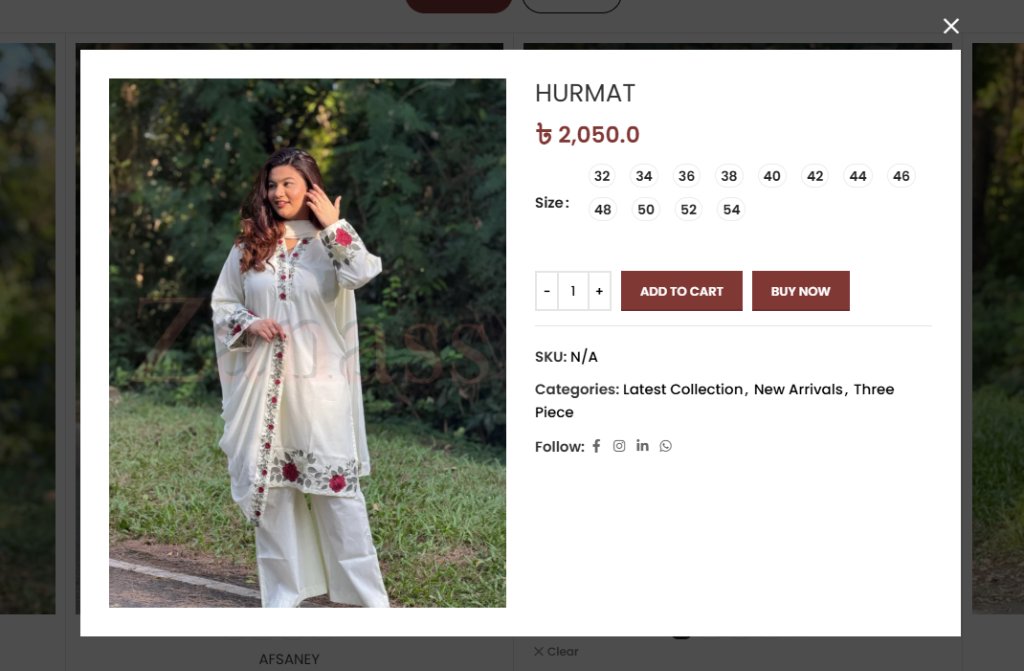 HURMAT
৳ 2,050.0
32 34 36 38 40 42 44 46
Size:
48 50 52 54
- 1 + ADD TO CART BUY NOW
SKU: N/A
Categories: Latest Collection, New Arrivals, Three
Piece
Follow:
Clear
AFSANEY